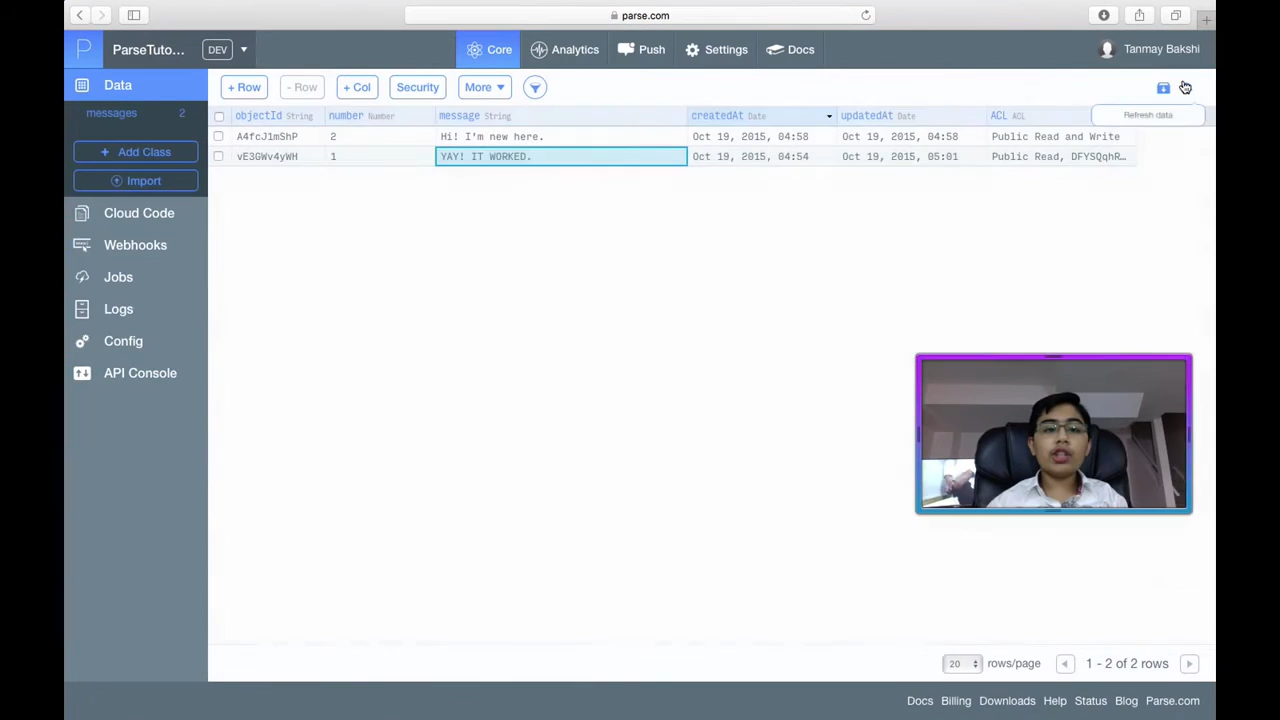 parse.com
P ParseTuto... DEV Core Analytics Push Settings Docs Tanmay Bakshi
Data
messages 2
+ Add Class
Import
Cloud Code
Webhooks
Jobs
Logs
Config
API Console
+ Row - Row + Col Security More
Refresh data
objectId String number Number message String createdAt Date updatedAt Date ACL ACL
A4fcJ1mShP 2 Hi! I'm new here. Oct 19, 2015, 04:58 Oct 19, 2015, 04:58 Public Read and Write
vE3GWv4yWH 1 YAY! IT WORKED. Oct 19, 2015, 04:54 Oct 19, 2015, 05:01 Public Read, DFYSQqhR…
20 rows/page 1 - 2 of 2 rows
Docs Billing Downloads Help Status Blog Parse.com